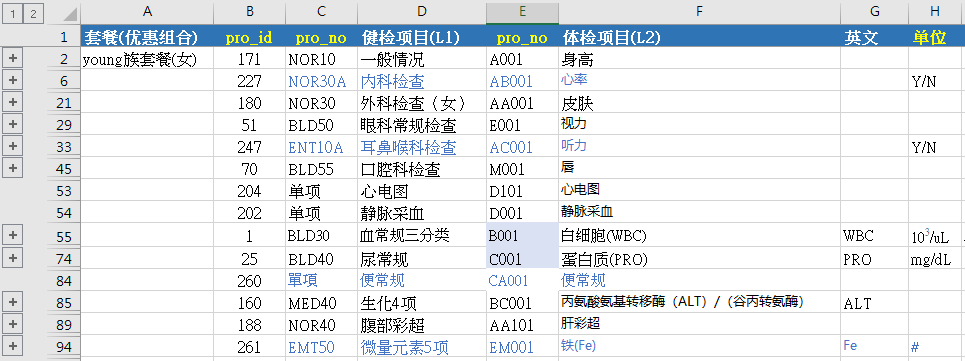 1 2 A B C D E F G H
1 套餐(优惠组合) pro_id pro_no 健检项目(L1) pro_no 体检项目(L2) 英文 单位
2 young族套餐(女) 171 NOR10 一般情况 A001 身高
6 227 NOR30A 内科检查 AB001 心率 Y/N
21 180 NOR30 外科检查（女） AA001 皮肤
29 51 BLD50 眼科常规检查 E001 视力
33 247 ENT10A 耳鼻喉科检查 AC001 听力 Y/N
45 70 BLD55 口腔科检查 M001 唇
53 204 单项 心电图 D101 心电图
54 202 单项 静脉采血 D001 静脉采血
55 1 BLD30 血常规三分类 B001 白细胞(WBC) WBC 10³/uL
74 25 BLD40 尿常规 C001 蛋白质(PRO) PRO mg/dL
84 260 單項 便常规 CA001 便常规
85 160 MED40 生化4项 BC001 丙氨酸氨基转移酶（ALT）/（谷丙转氨酶） ALT
89 188 NOR40 腹部彩超 AA101 肝彩超
94 261 EMT50 微量元素5项 EM001 铁(Fe) Fe #